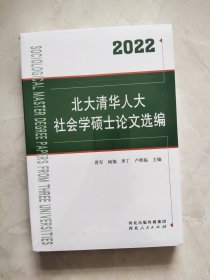 2022
北大清华人大
社会学硕士论文选编
SOCIOLOGICAL MASTER DEGREE PAPERS FROM THREE UNIVERSITIES
主编
河北出版传媒集团
河北人民出版社